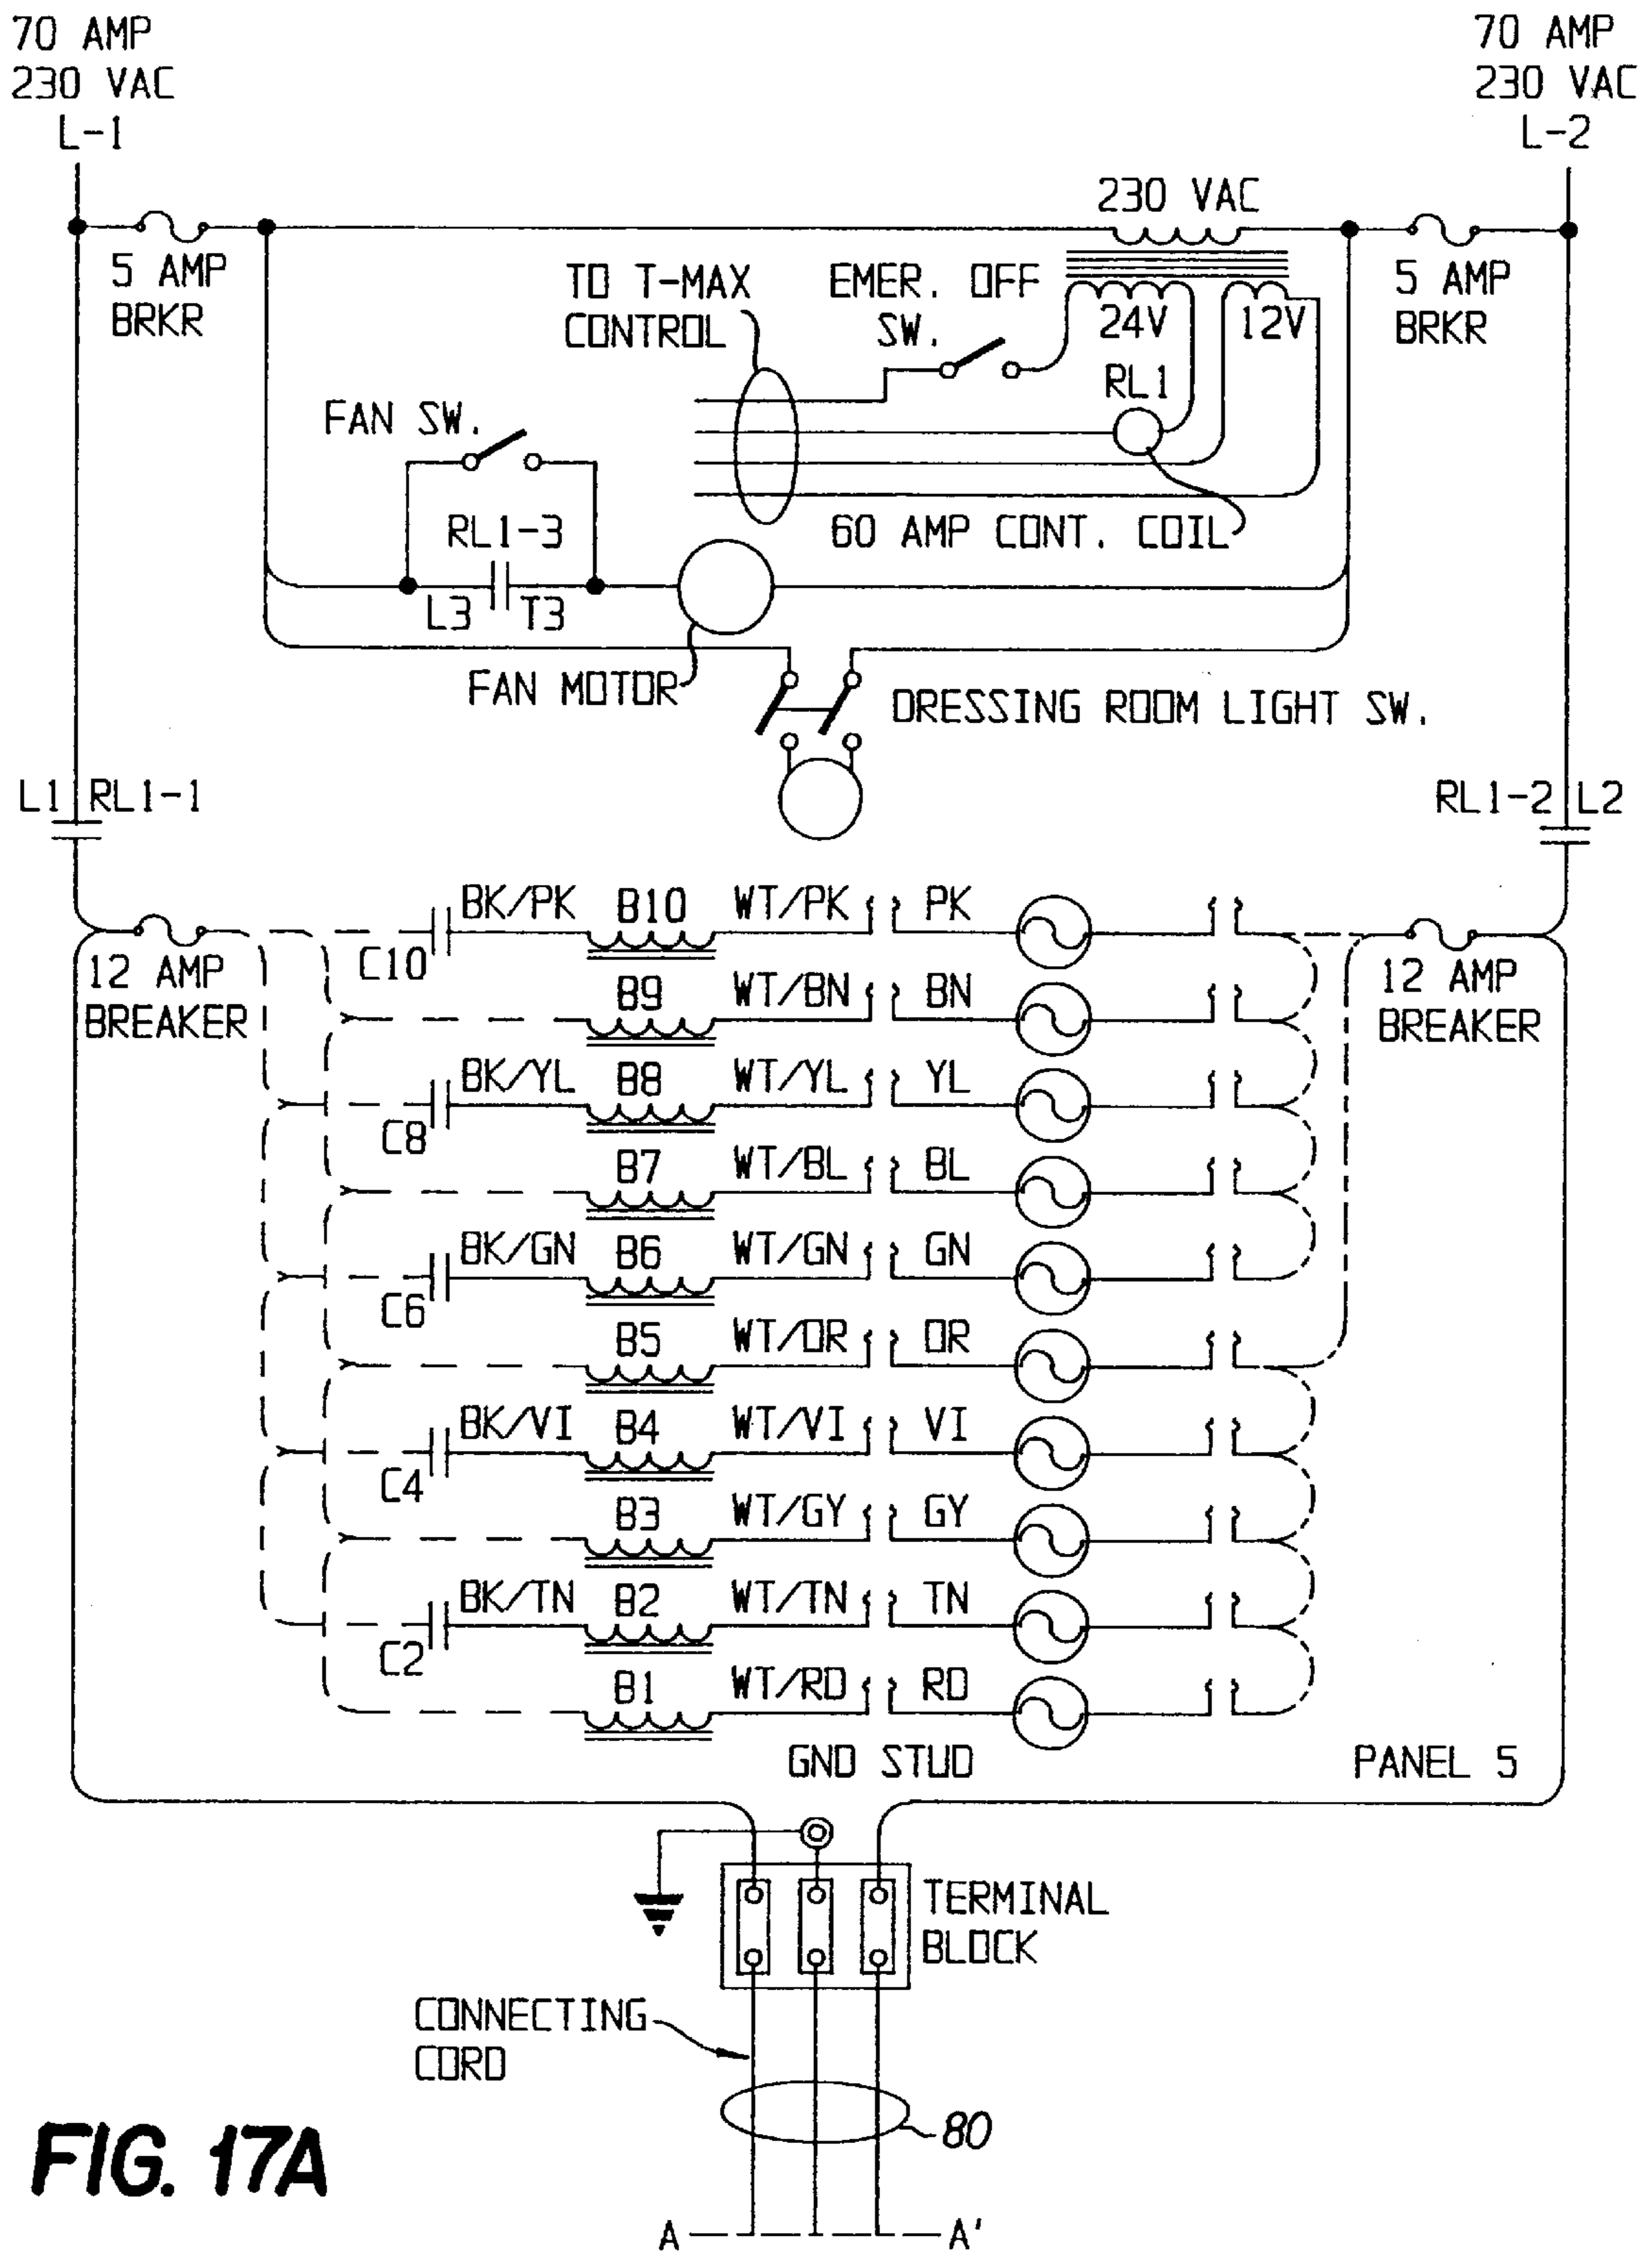 70 AMP
230 VAC
L-1
70 AMP
230 VAC
L-2
230 VAC
5 AMP
BRKR
TO T-MAX
CONTROL
EMER. OFF
SW.
24V
12V
5 AMP
BRKR
RL1
FAN SW.
RL1-3
60 AMP CONT. COIL
L3
T3
FAN MOTOR
DRESSING ROOM LIGHT SW.
L1
RL1-1
RL1-2
L2
BK/PK
B10
WT/PK
PK
12 AMP
BREAKER
C10
12 AMP
BREAKER
B9
WT/BN
BN
BK/YL
B8
WT/YL
YL
C8
B7
WT/BL
BL
BK/GN
B6
WT/GN
GN
C6
B5
WT/OR
OR
BK/VI
B4
WT/VI
VI
C4
B3
WT/GY
GY
BK/TN
B2
WT/TN
TN
C2
B1
WT/RD
RD
GND STUD
PANEL 5
TERMINAL
BLOCK
CONNECTING
CORD
80
FIG. 17A
A
A'